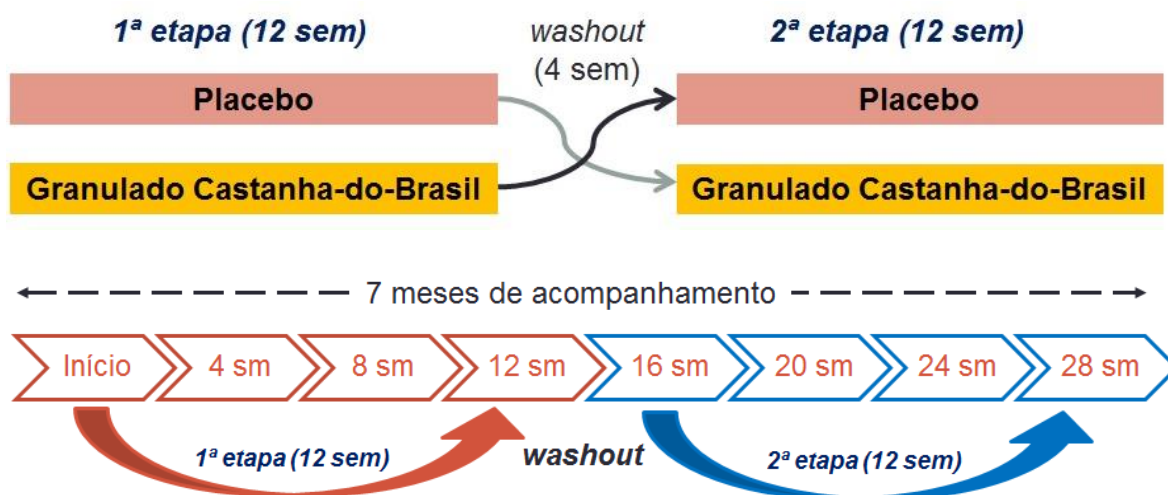 1ª etapa (12 sem)
washout
(4 sem)
2ª etapa (12 sem)
Placebo
Placebo
Granulado Castanha-do-Brasil
Granulado Castanha-do-Brasil
7 meses de acompanhamento
Início
4 sm
8 sm
12 sm
16 sm
20 sm
24 sm
28 sm
1ª etapa (12 sem)
washout
2ª etapa (12 sem)